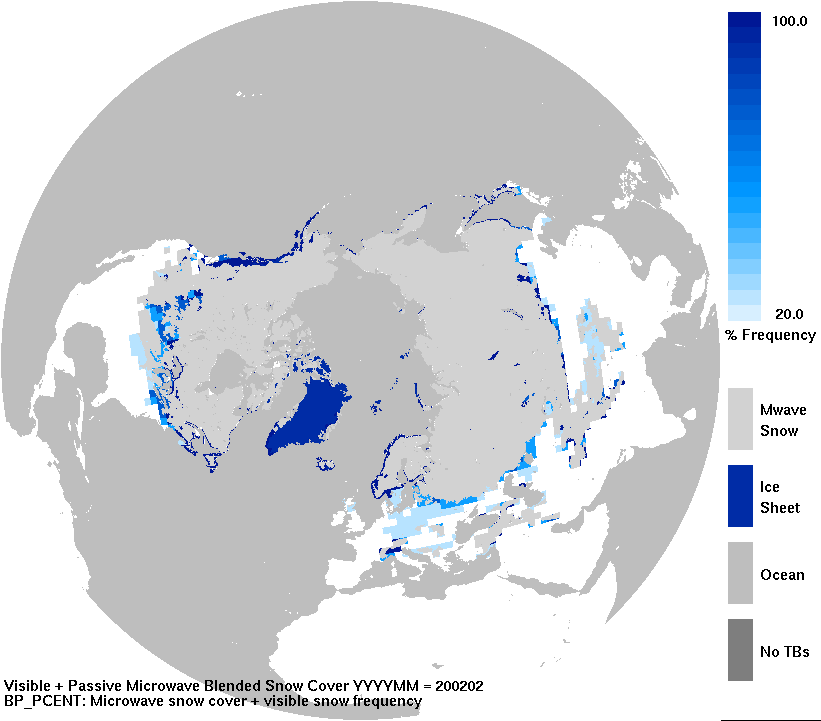 100.0
20.0
% Frequency
Mwave
Snow
Ice
Sheet
Ocean
No TBs
Visible + Passive Microwave Blended Snow Cover YYYYMM = 200202
BP_PCENT: Microwave snow cover + visible snow frequency